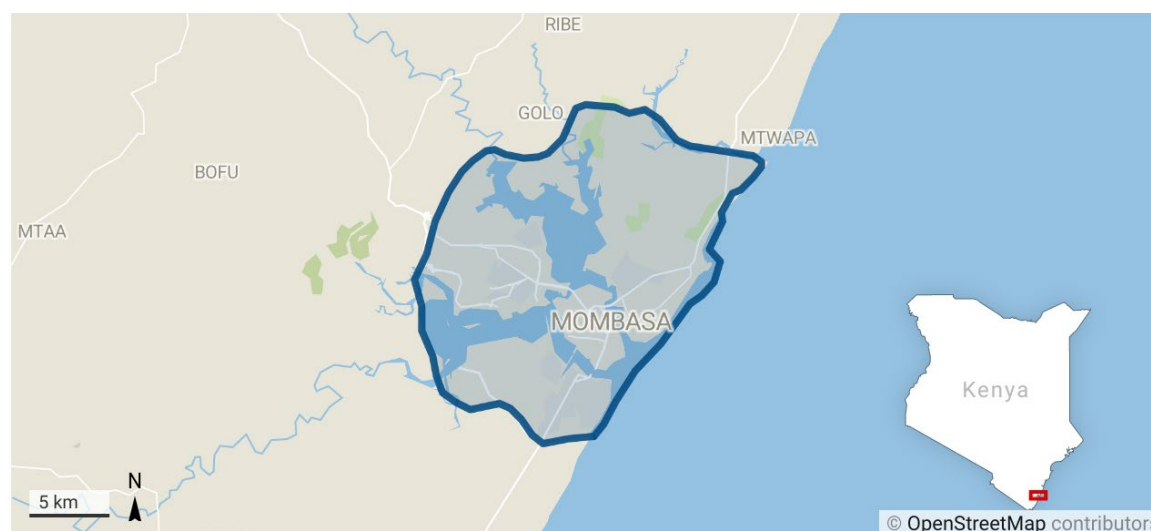 RIBE
GOLO
MTWAPA
BOFU
MTAA
MOMBASA
Kenya
N
5 km
© OpenStreetMap contributors